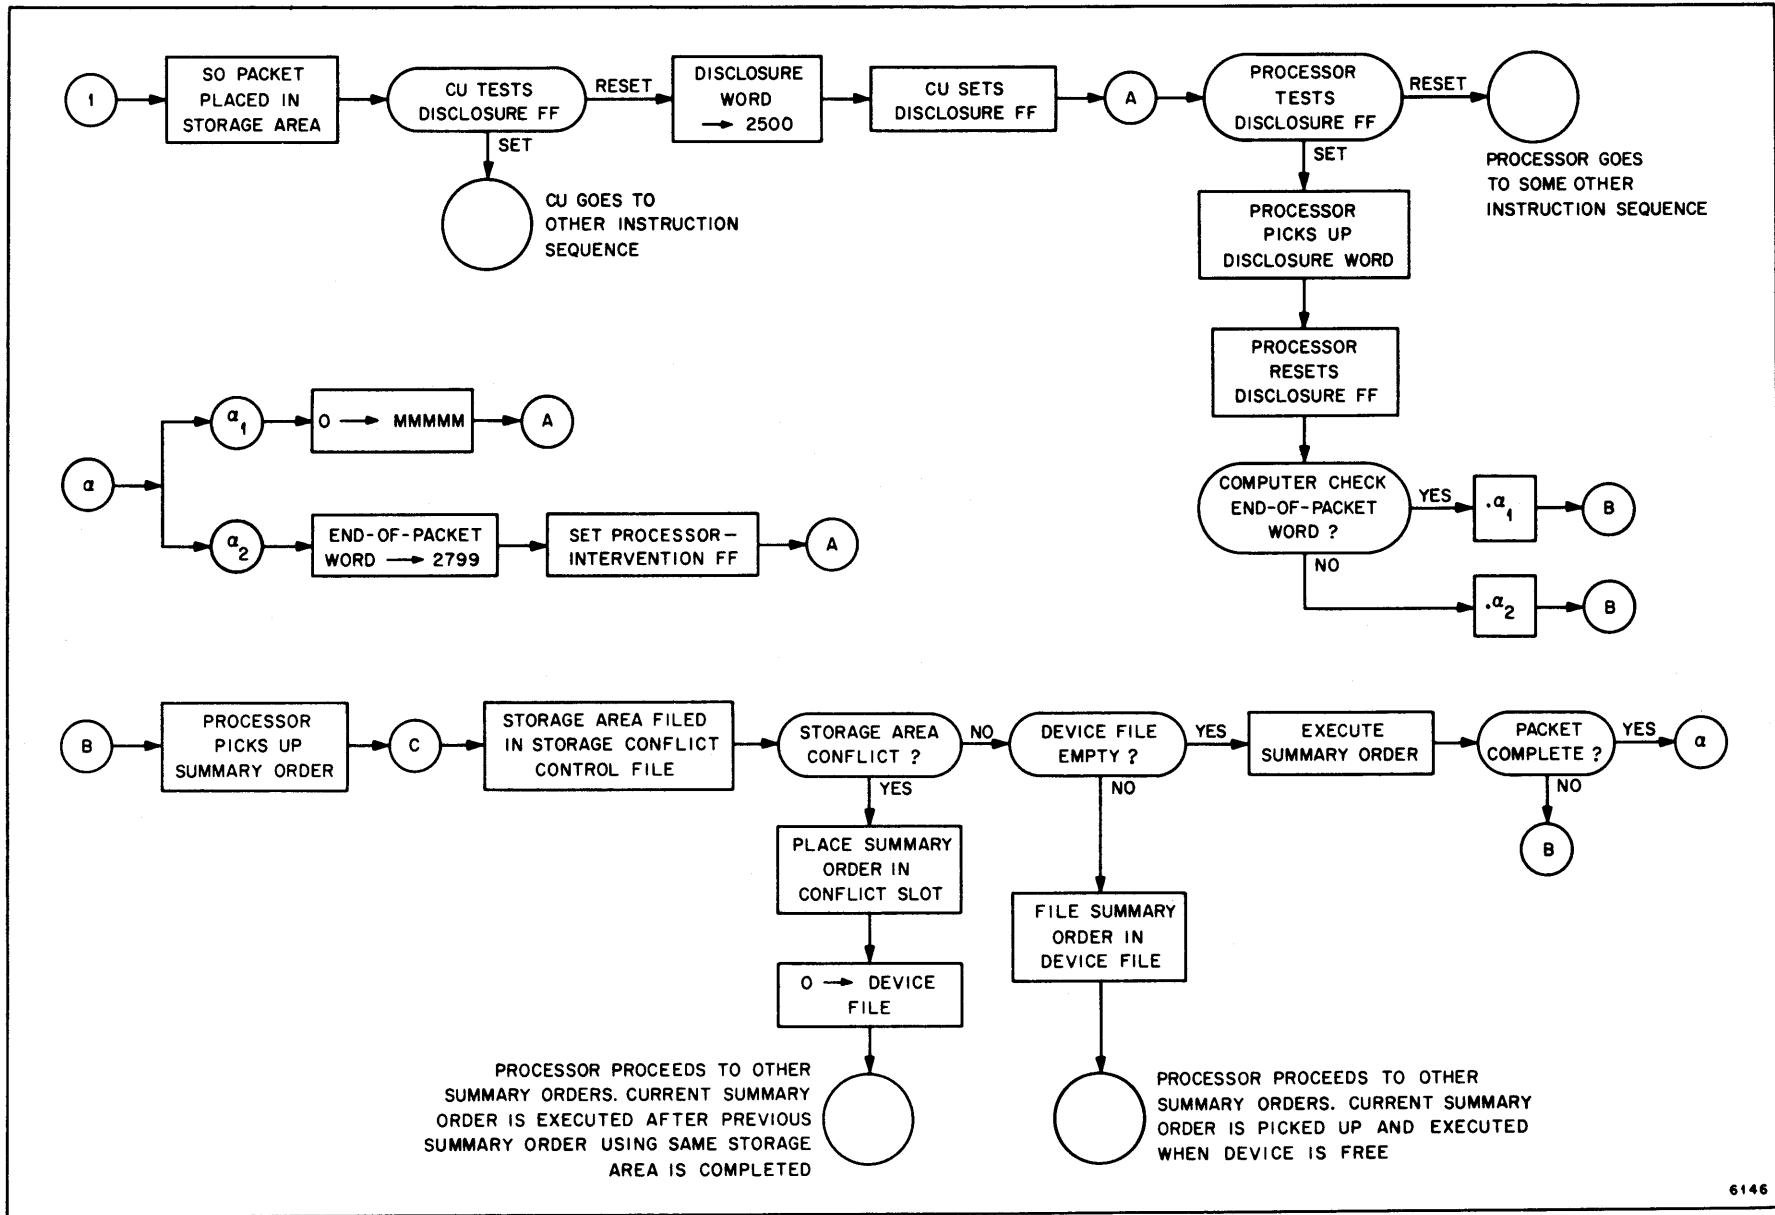 1
SO PACKET
PLACED IN
STORAGE AREA
CU TESTS
DISCLOSURE FF
RESET
DISCLOSURE
WORD
→ 2500
CU SETS
DISCLOSURE FF
A
PROCESSOR
TESTS
DISCLOSURE FF
RESET
SET
CU GOES TO
OTHER INSTRUCTION
SEQUENCE
PROCESSOR GOES
TO SOME OTHER
INSTRUCTION SEQUENCE
SET
PROCESSOR
PICKS UP
DISCLOSURE WORD
PROCESSOR
RESETS
DISCLOSURE FF
COMPUTER CHECK
END-OF-PACKET
WORD ?
YES
.α1
B
NO
.α2
B
α
α1
O → MMMMM
A
α2
END-OF-PACKET
WORD → 2799
SET PROCESSOR-
INTERVENTION FF
A
B
PROCESSOR
PICKS UP
SUMMARY ORDER
C
STORAGE AREA FILED
IN STORAGE CONFLICT
CONTROL FILE
STORAGE AREA
CONFLICT ?
NO
DEVICE FILE
EMPTY ?
YES
EXECUTE
SUMMARY ORDER
PACKET
COMPLETE ?
YES
α
NO
B
YES
PLACE SUMMARY
ORDER IN
CONFLICT SLOT
O → DEVICE
FILE
PROCESSOR PROCEEDS TO OTHER
SUMMARY ORDERS. CURRENT SUMMARY
ORDER IS EXECUTED AFTER PREVIOUS
SUMMARY ORDER USING SAME STORAGE
AREA IS COMPLETED
NO
FILE SUMMARY
ORDER IN
DEVICE FILE
PROCESSOR PROCEEDS TO OTHER
SUMMARY ORDERS. CURRENT SUMMARY
ORDER IS PICKED UP AND EXECUTED
WHEN DEVICE IS FREE
6146